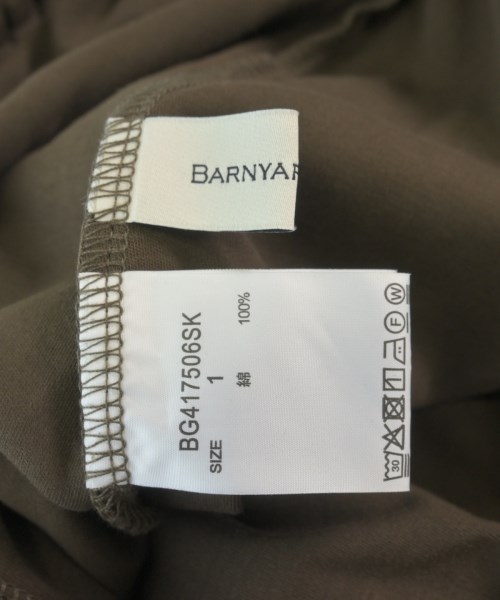 BARNYAR
BG417506SK
SIZE 1
綿 100%
30
F
W